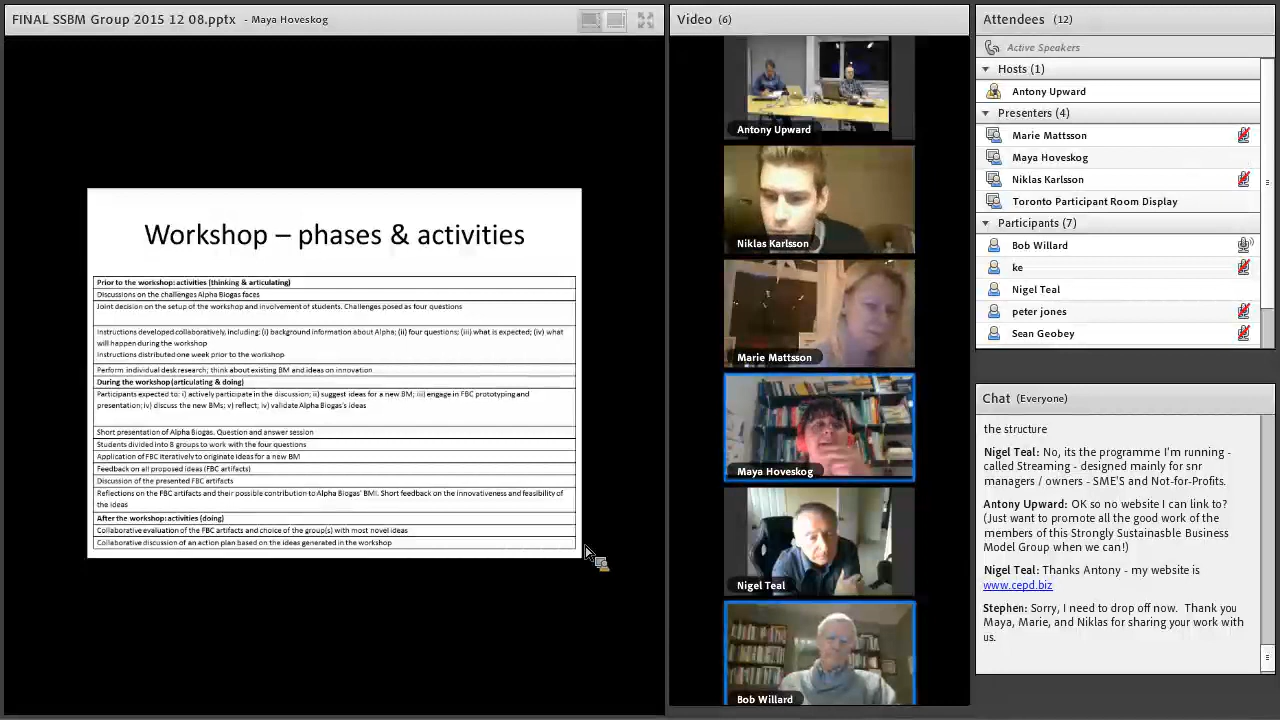 FINAL SSBM Group 2015 12 08.pptx - Maya Hoveskog
Workshop – phases & activities
Prior to the workshop: activities (thinking & articulating)
Discussions on the challenges Alpha Biogas faces
Joint decision on the setup of the workshop and involvement of students. Challenges posed as four questions
Instructions developed collaboratively, including: (i) background information about Alpha; (ii) four questions; (iii) what is expected; (iv) what
will happen during the workshop
Instructions distributed one week prior to the workshop
Perform individual desk research; think about existing BM and ideas on innovation
During the workshop (articulating & doing)
Participants expected to: i) actively participate in the discussion; ii) suggest ideas for a new BM; iii) engage in FBC prototyping and
presentation; iv) discuss the new BMs; v) reflect; iv) validate Alpha Biogas's ideas
Short presentation of Alpha Biogas. Question and answer session
Students divided into 8 groups to work with the four questions
Application of FBC iteratively to originate ideas for a new BM
Feedback on all proposed ideas (FBC artifacts)
Discussion of the presented FBC artifacts
Reflections on the FBC artifacts and their possible contribution to Alpha Biogas' BMI. Short feedback on the innovativeness and feasibility of
the ideas
After the workshop: activities (doing)
Collaborative evaluation of the FBC artifacts and choice of the group(s) with most novel ideas
Collaborative discussion of an action plan based on the ideas generated in the workshop
Video (6)
Antony Upward
Niklas Karlsson
Marie Mattsson
Maya Hoveskog
Nigel Teal
Bob Willard
Attendees (12)
Active Speakers
Hosts (1)
Antony Upward
Presenters (4)
Marie Mattsson
Maya Hoveskog
Niklas Karlsson
Toronto Participant Room Display
Participants (7)
Bob Willard
ke
Nigel Teal
peter jones
Sean Geobey
Chat (Everyone)
the structure
Nigel Teal: No, its the programme I'm running -
called Streaming - designed mainly for snr
managers / owners - SME'S and Not-for-Profits.
Antony Upward: OK so no website I can link to?
(Just want to promote all the good work of the
members of this Strongly Sustainasble Business
Model Group when we can!)
Nigel Teal: Thanks Antony - my website is
www.cepd.biz
Stephen: Sorry, I need to drop off now. Thank you
Maya, Marie, and Niklas for sharing your work with
us.